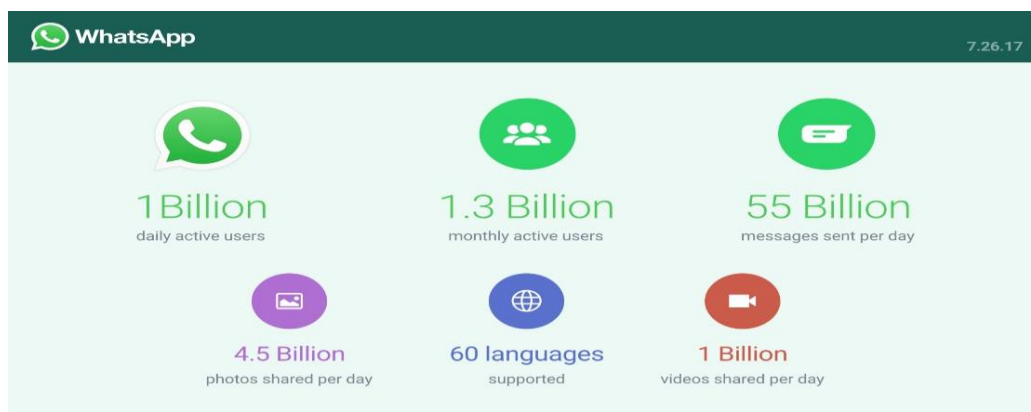 WhatsApp
7.26.17
1Billion
daily active users
1.3 Billion
monthly active users
55 Billion
messages sent per day
4.5 Billion
photos shared per day
60 languages
supported
1 Billion
videos shared per day